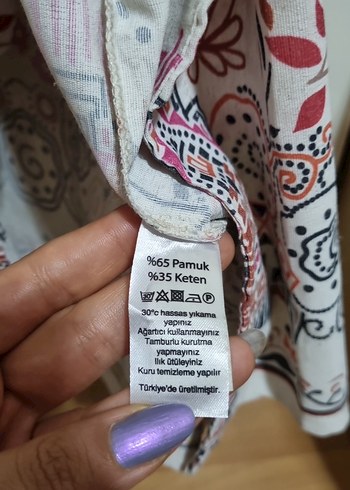 %65 Pamuk
%35 Keten
30°c hassas yıkama
yapınız
Ağartıcı kullanmayınız
Tamburlu kurutma
yapmayınız
Ilık ütüleyiniz
Kuru temizleme yapılır
Türkiye'de üretilmiştir.